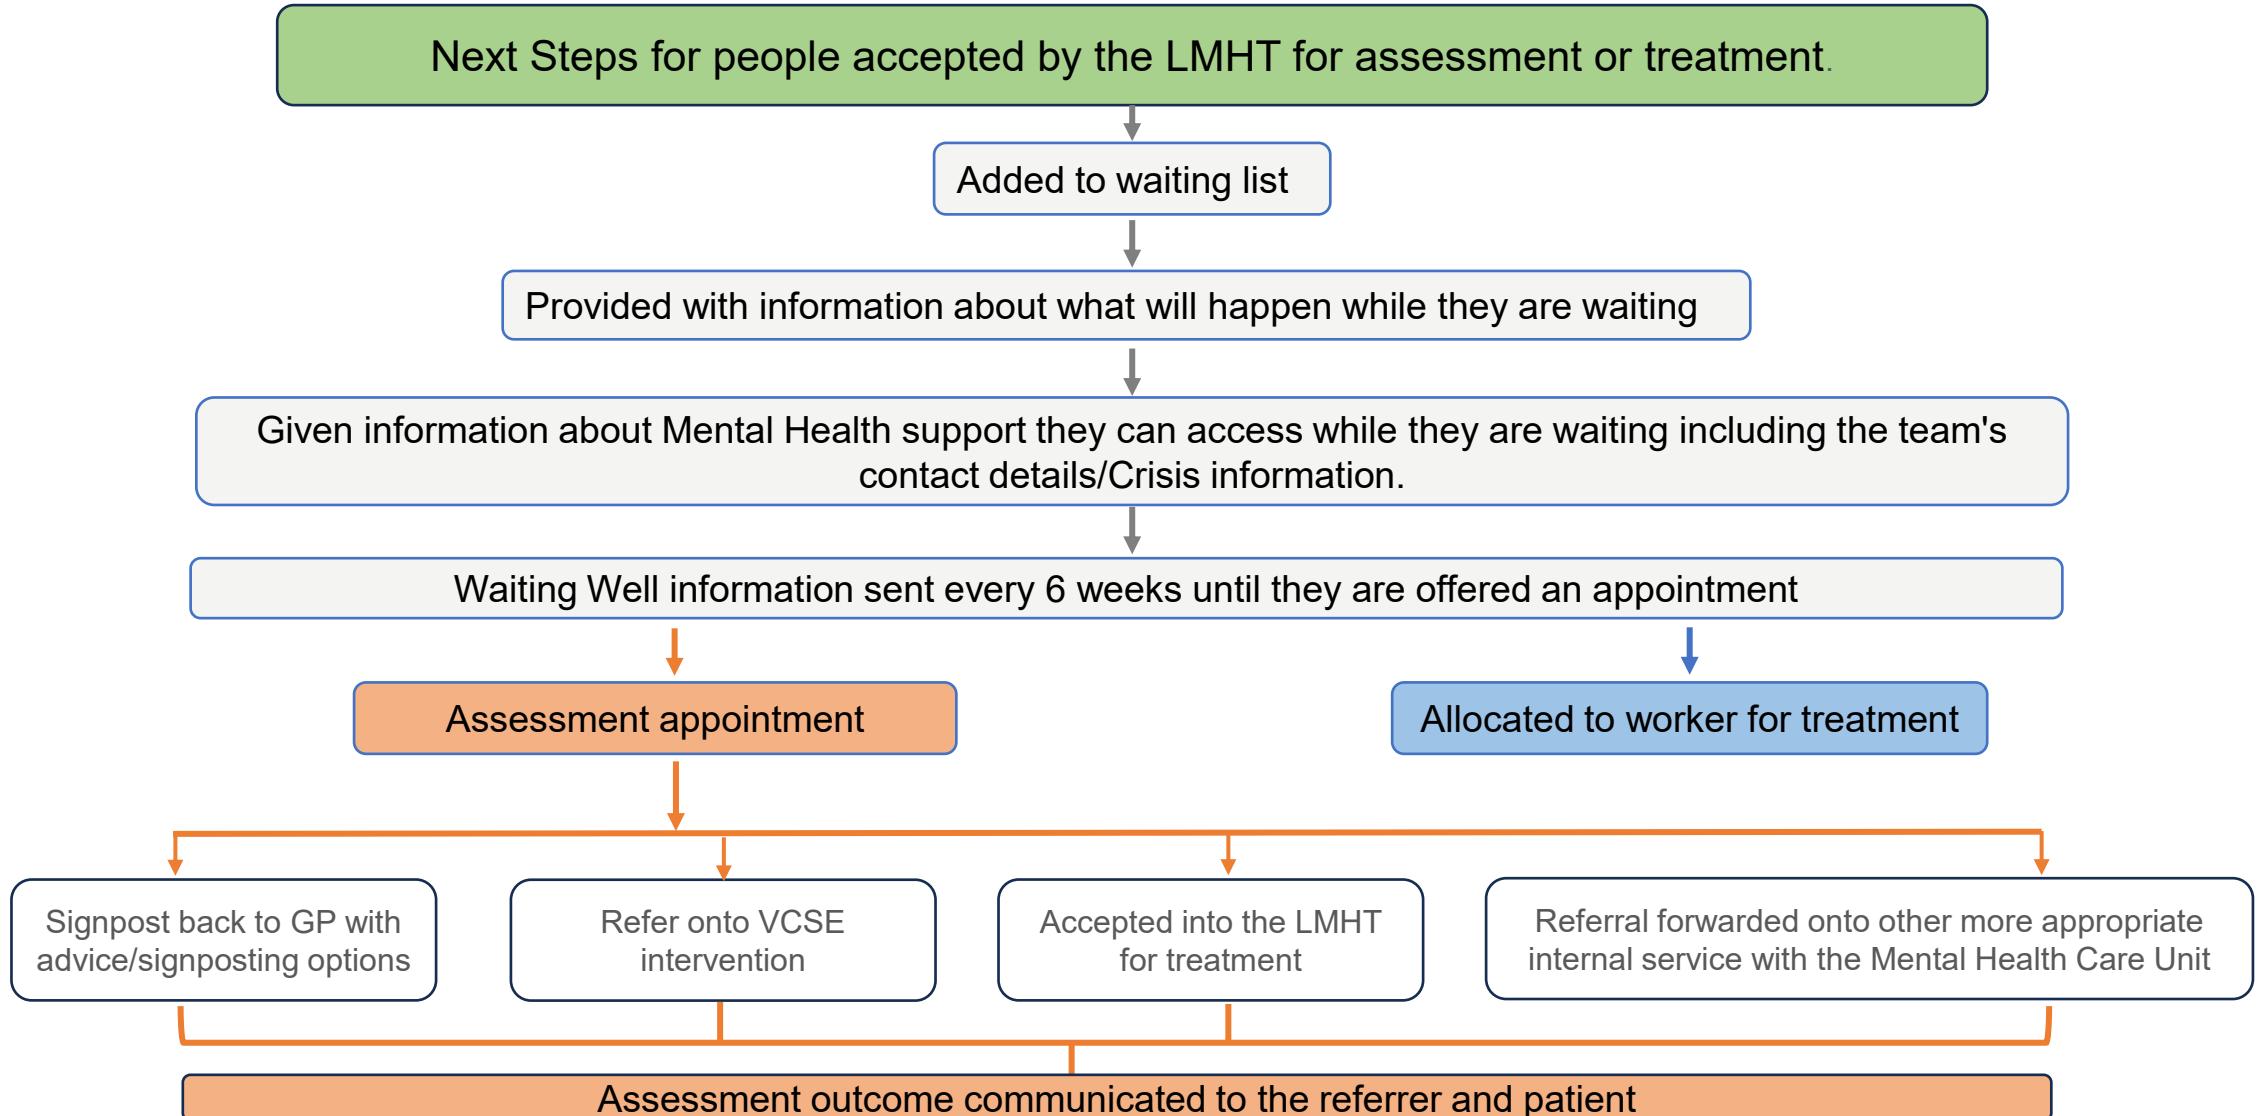 Next Steps for people accepted by the LMHT for assessment or treatment.
Added to waiting list
Provided with information about what will happen while they are waiting
Given information about Mental Health support they can access while they are waiting including the team's
contact details/Crisis information.
Waiting Well information sent every 6 weeks until they are offered an appointment
Assessment appointment
Allocated to worker for treatment
Signpost back to GP with
advice/signposting options
Refer onto VCSE
intervention
Accepted into the LMHT
for treatment
Referral forwarded onto other more appropriate
internal service with the Mental Health Care Unit
Assessment outcome communicated to the referrer and patient